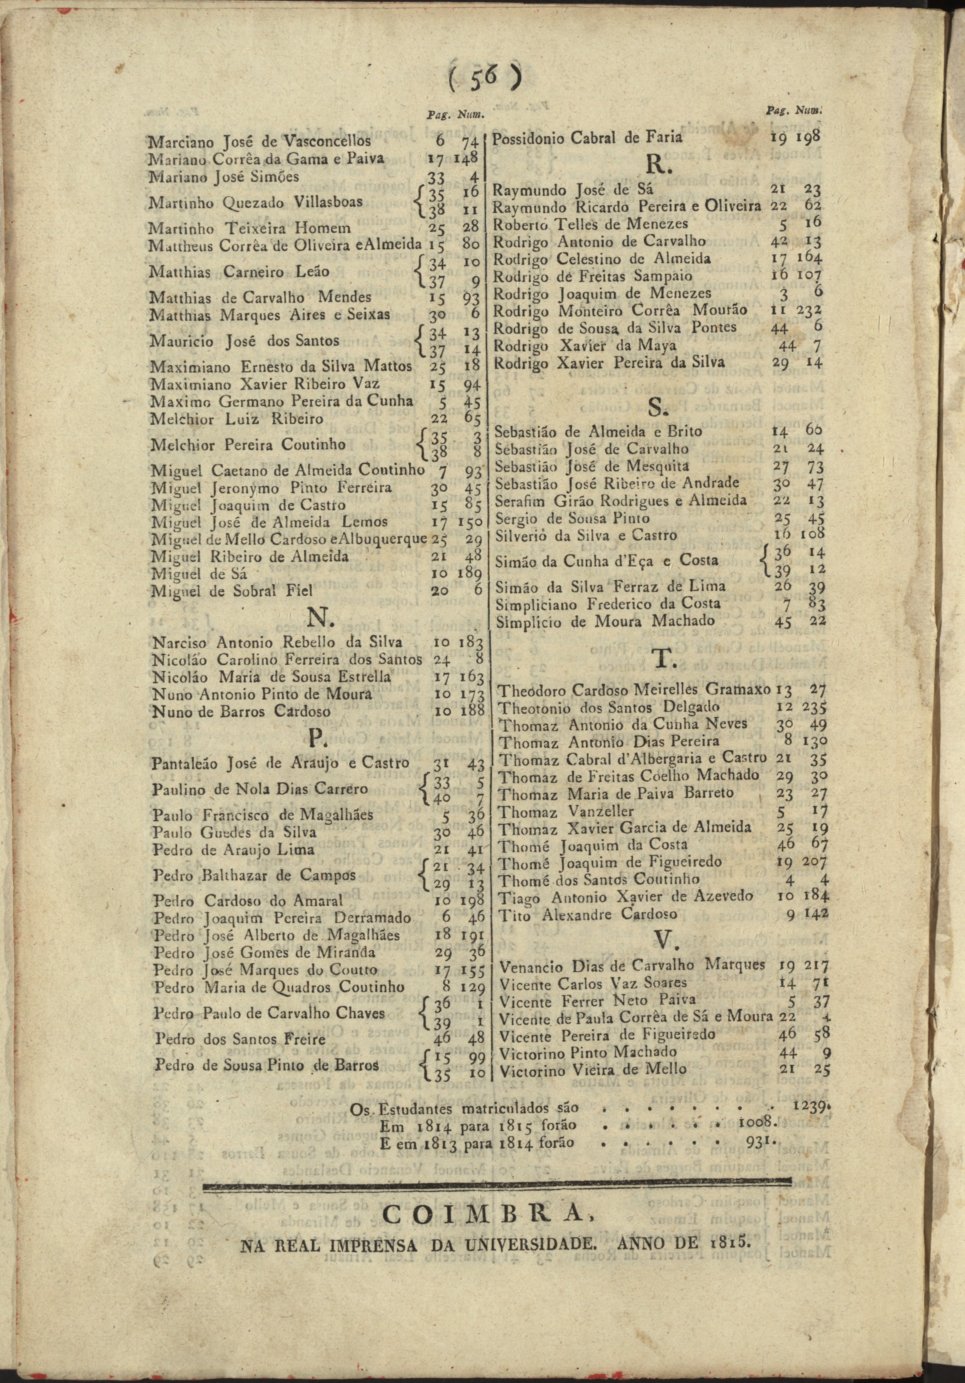 ( 56 )
Pag. Num.
Marciano José de Vasconcellos 6 74
Mariano Corrêa da Gama e Paiva 17 148
Mariano José Simões 33 4
Martinho Quezado Villasboas { 35 16
38 11
Martinho Teixeira Homem 25 28
Mattheus Corrêa de Oliveira eAlmeida 15 80
Matthias Carneiro Leão { 34 10
37 9
Matthias de Carvalho Mendes 15 93
Matthias Marques Aires e Seixas 30 6
Mauricio José dos Santos { 34 13
37 14
Maximiano Ernesto da Silva Mattos 25 18
Maximiano Xavier Ribeiro Vaz 15 94
Maximo Germano Pereira da Cunha 5 45
Melchior Luiz Ribeiro 22 65
Melchior Pereira Coutinho { 35 3
38 8
Miguel Caetano de Almeida Coutinho 7 93
Miguel Jeronymo Pinto Ferreira 30 45
Miguel Joaquim de Castro 15 85
Miguel José de Almeida Lemos 17 150
Miguel de Mello Cardoso eAlbuquerque 25 29
Miguel Ribeiro de Almeida 21 48
Miguel de Sá 10 189
Miguel de Sobral Fiel 20 6
N.
Narciso Antonio Rebello da Silva 10 183
Nicoláo Carolino Ferreira dos Santos 24 8
Nicoláo Maria de Sousa Estrella 17 163
Nuno Antonio Pinto de Moura 10 173
Nuno de Barros Cardoso 10 188
P.
Pantaleão José de Araujo e Castro 31 43
Paulino de Nola Dias Carrero { 33 5
40 7
Paulo Francisco de Magalhães 5 36
Paulo Guedes da Silva 30 46
Pedro de Araujo Lima 21 41
Pedro Balthazar de Campos { 21 34
29 13
Pedro Cardoso do Amaral 10 198
Pedro Joaquim Pereira Derramado 6 46
Pedro José Alberto de Magalhães 18 191
Pedro José Gomes de Miranda 29 36
Pedro José Marques do Coutto 17 155
Pedro Maria de Quadros Coutinho 8 129
Pedro Paulo de Carvalho Chaves { 36 1
39 1
Pedro dos Santos Freire 46 48
Pedro de Sousa Pinto de Barros { 15 99
35 10
Pag. Num.
Possidonio Cabral de Faria 19 198
R.
Raymundo José de Sá 21 23
Raymundo Ricardo Pereira e Oliveira 22 62
Roberto Telles de Menezes 5 16
Rodrigo Antonio de Carvalho 42 13
Rodrigo Celestino de Almeida 17 164
Rodrigo de Freitas Sampaio 16 107
Rodrigo Joaquim de Menezes 3 6
Rodrigo Monteiro Corrêa Mourão 11 232
Rodrigo de Sousa da Silva Pontes 44 6
Rodrigo Xavier da Maya 44 7
Rodrigo Xavier Pereira da Silva 29 14
S.
Sebastião de Almeida e Brito 14 60
Sebastião José de Carvalho 21 24
Sebastião José de Mesquita 27 73
Sebastião José Ribeiro de Andrade 30 47
Serafim Girão Rodrigues e Almeida 22 13
Sergio de Sousa Pinto 25 45
Silverio da Silva e Castro 16 108
Simão da Cunha d'Eça e Costa { 36 14
39 12
Simão da Silva Ferraz de Lima 26 39
Simpliciano Frederico da Costa 7 83
Simplicio de Moura Machado 45 22
T.
Theodoro Cardoso Meirelles Gramaxo 13 27
Theotonio dos Santos Delgado 12 235
Thomaz Antonio da Cunha Neves 30 49
Thomaz Antonio Dias Pereira 8 130
Thomaz Cabral d'Albergaria e Castro 21 35
Thomaz de Freitas Coelho Machado 29 30
Thomaz Maria de Paiva Barreto 23 27
Thomaz Vanzeller 5 17
Thomaz Xavier Garcia de Almeida 25 19
Thomé Joaquim da Costa 46 67
Thomé Joaquim de Figueiredo 19 207
Thomé dos Santos Coutinho 4 4
Tiago Antonio Xavier de Azevedo 10 184
Tito Alexandre Cardoso 9 142
V.
Venancio Dias de Carvalho Marques 19 217
Vicente Carlos Vaz Soares 14 71
Vicente Ferrer Neto Paiva 5 37
Vicente de Paula Corrêa de Sá e Moura 22 4
Vicente Pereira de Figueiredo 46 58
Victorino Pinto Machado 44 9
Victorino Vieira de Mello 21 25
Os Estudantes matriculados são . . . . . . . . 1239.
Em 1814 para 1815 forão . . . . . . 1008.
E em 1813 para 1814 forão . . . . . . 931.
COIMBRA,
NA REAL IMPRENSA DA UNIVERSIDADE. ANNO DE 1815.